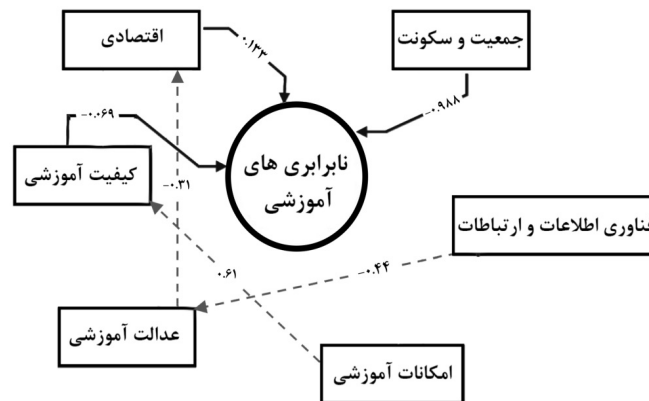 اقتصادی
جمعیت و سکونت
۰.۱۳۳
-۰.۹۸۸
-۰.۰۶۹
نابرابری های
آموزشی
کیفیت آموزشی
-۰.۳۱
فناوری اطلاعات و ارتباطات
۰.۶۱
-۰.۴۴
عدالت آموزشی
امکانات آموزشی